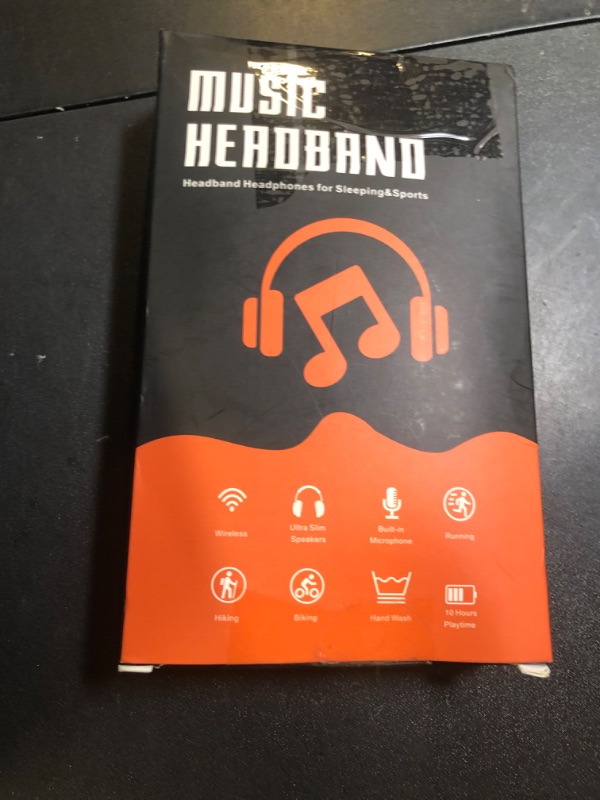 MUSIC
HEADBAND
Headband Headphones for Sleeping&Sports
Wireless
Ultra Slim
Speakers
Built-in
Microphone
Running
Hiking
Biking
Hand Wash
10 Hours
Playtime